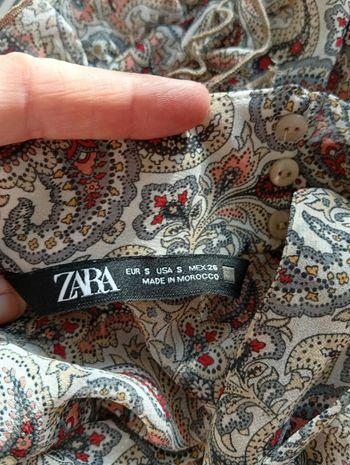 ZARA
EUR S USA S MEX 26
MADE IN MOROCCO